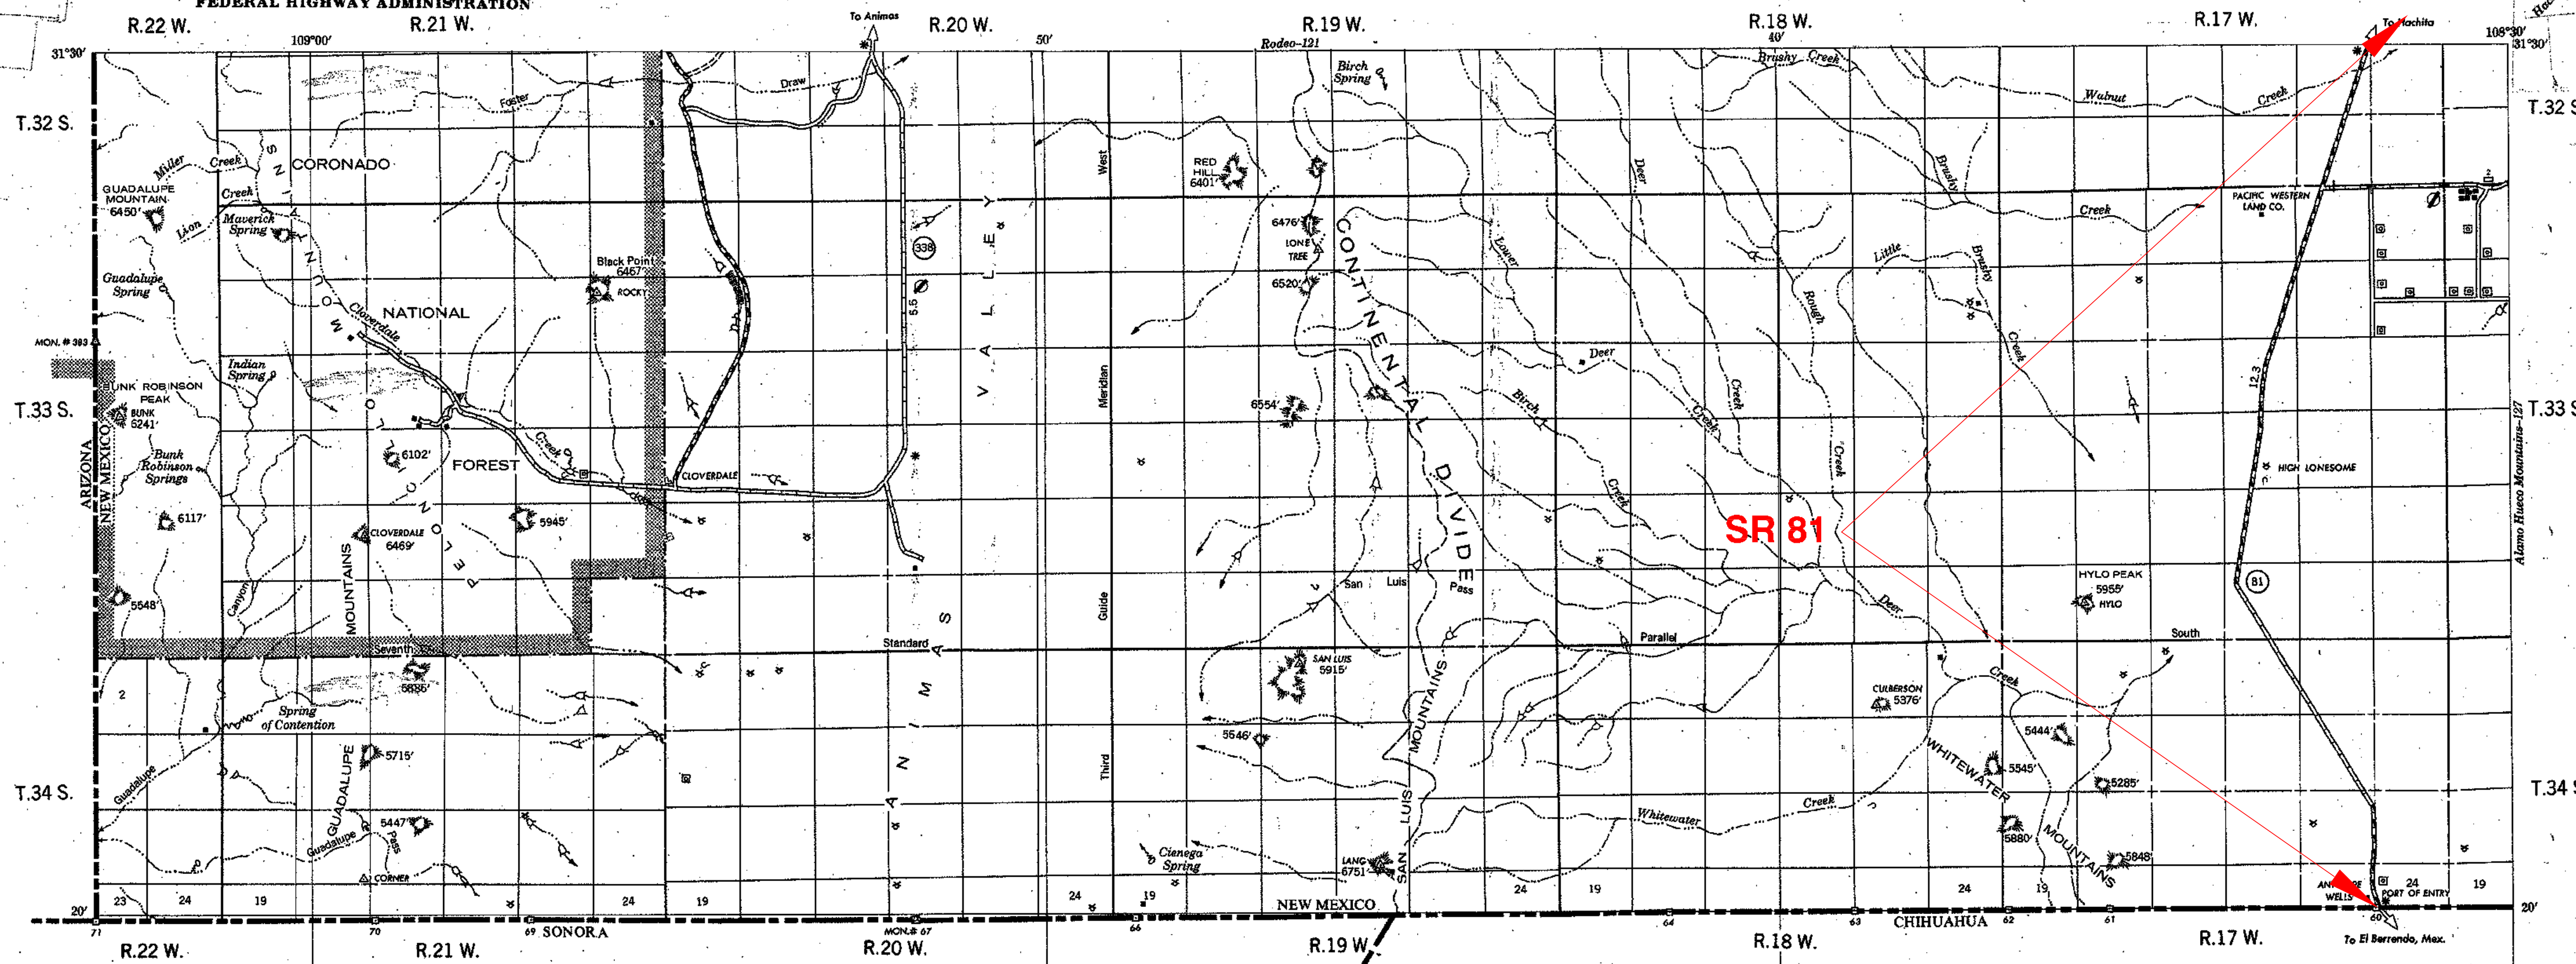 FEDERAL HIGHWAY ADMINISTRATION
R.22 W.
R.21 W.
To Animas
R.20 W.
R.19 W.
R.18 W.
R.17 W.
To Hachita
31°30'
109°00'
50'
Rodeo-121
40'
108°30'
31°30'
T.32 S.
Foster
Draw
Birch
Spring
Brushy Creek
Walnut
Creek
T.32 S
Miller
Creek
CORONADO
GUADALUPE
MOUNTAIN
6450'
Creek
Lion
Maverick
Spring
West
RED
HILL
6401'
Deer
Brushy
Creek
PACIFIC WESTERN
LAND CO.
2
Guadalupe
Spring
Black Point
6467'
ROCKY
338
5.5
VALLEY
6476'
LONE
TREE
6520'
CONTINENTAL
DIVIDE
Lower
Rough
Creek
Little
Brushy
Creek
MOUNTAINS
Cloverdale
NATIONAL
MON. # 383
Indian
Spring
BUNK ROBINSON
PEAK
BUNK
6241'
T.33 S.
Meridian
6554'
Deer
Birch
Creek
Creek
Creek
Creek
12.3
T.33 S
ARIZONA
NEW MEXICO
Bunk
Robinson
Springs
6102'
FOREST
Creek
CLOVERDALE
HIGH LONESOME
Alamo Hueco Mountains-127
6117'
5945'
CLOVERDALE
6469'
PELONCILLO
SR 81
5548'
Canyon
MOUNTAINS
Guide
San Luis
Pass
Deer
HYLO PEAK
5955'
HYLO
81
Seventh
Standard
Parallel
South
ANIMAS
SAN LUIS
5915'
Creek
2
Spring
of Contention
CULBERSON
5376'
5715'
5546'
MOUNTAINS
5444'
WHITEWATER
5545'
5285'
T.34 S.
Guadalupe
GUADALUPE
Third
T.34 S
5447'
Guadalupe
Pass
SAN LUIS
Whitewater
Creek
5880'
MOUNTAINS
5848'
CORNER
Cienega
Spring
LANG
6751'
23
24
19
24
19
24
19
24
19
24
19
24
19
WELLS
PORT OF ENTRY
20'
NEW MEXICO
20'
71
70
69
SONORA
MON.# 67
66
64
63
CHIHUAHUA
62
61
60
R.22 W.
R.21 W.
R.20 W.
R.19 W.
R.18 W.
R.17 W.
To El Berrendo, Mex.